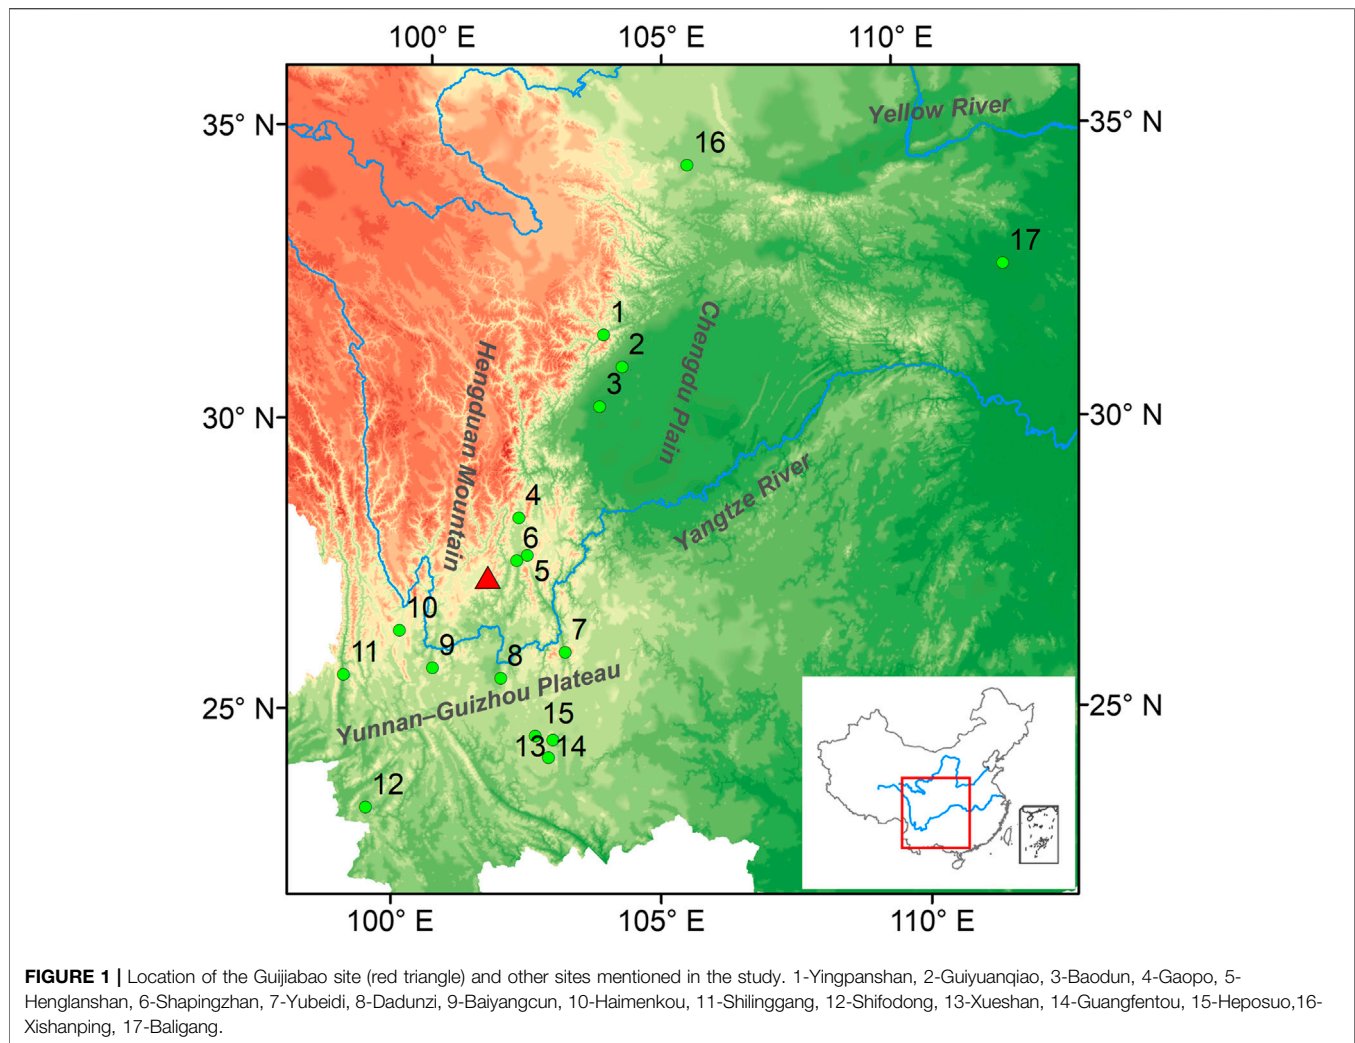 100° E 105° E 110° E
35° N
35° N
Yellow River
16
17
1
2
3
Chengdu Plain
Hengduan Mountain
30° N
30° N
4
Yangtze River
6
5
10
7
9
8
11
Yunnan–Guizhou Plateau
25° N
25° N
15
13 14
12
100° E 105° E 110° E
FIGURE 1 | Location of the Guijiabao site (red triangle) and other sites mentioned in the study. 1-Yingpanshan, 2-Guiyuanqiao, 3-Baodun, 4-Gaopo, 5-
Henglanshan, 6-Shapingzhan, 7-Yubeidi, 8-Dadunzi, 9-Baiyangcun, 10-Haimenkou, 11-Shilinggang, 12-Shifodong, 13-Xueshan, 14-Guangfentou, 15-Heposuo,16-
Xishanping, 17-Baligang.